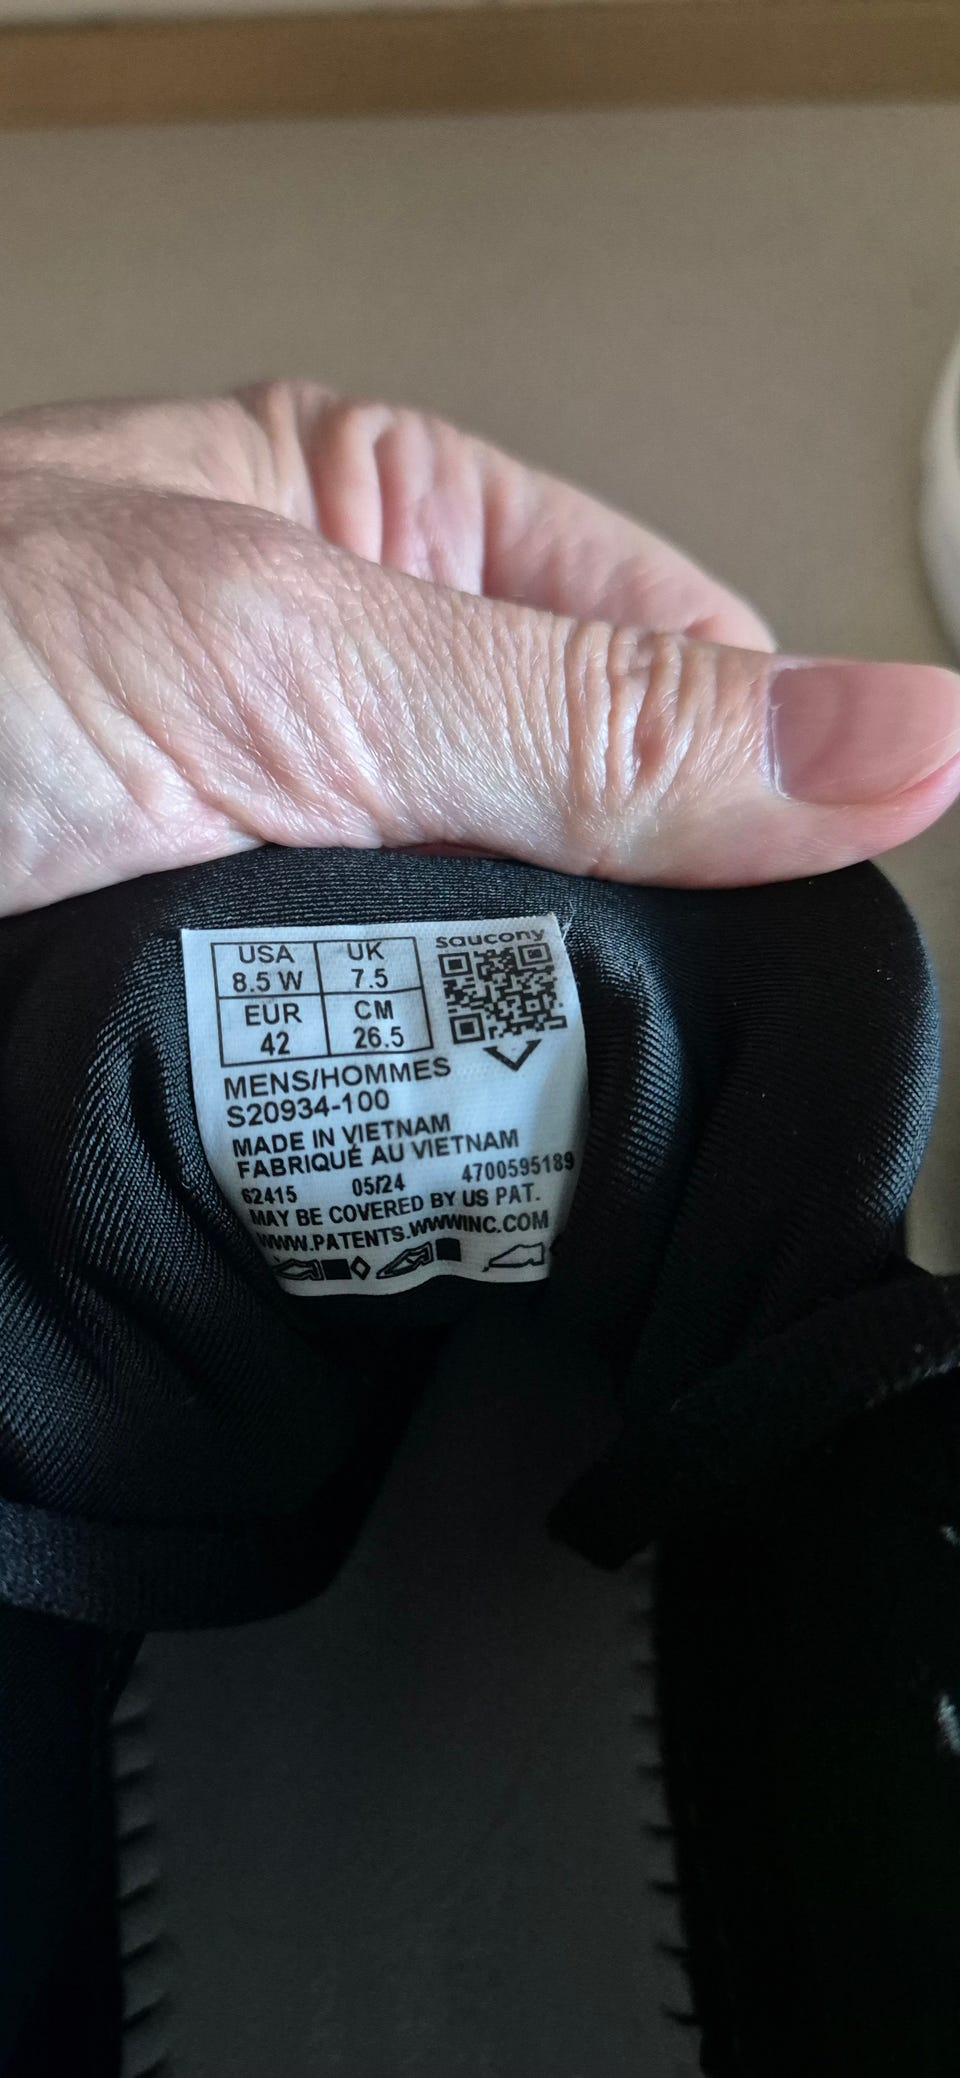 saucony
USA UK
8.5 W 7.5
EUR CM
42 26.5
MENS/HOMMES
S20934-100
MADE IN VIETNAM
FABRIQUÉ AU VIETNAM
62415 05/24 4700595189
MAY BE COVERED BY US PAT.
WWW.PATENTS.WWWINC.COM